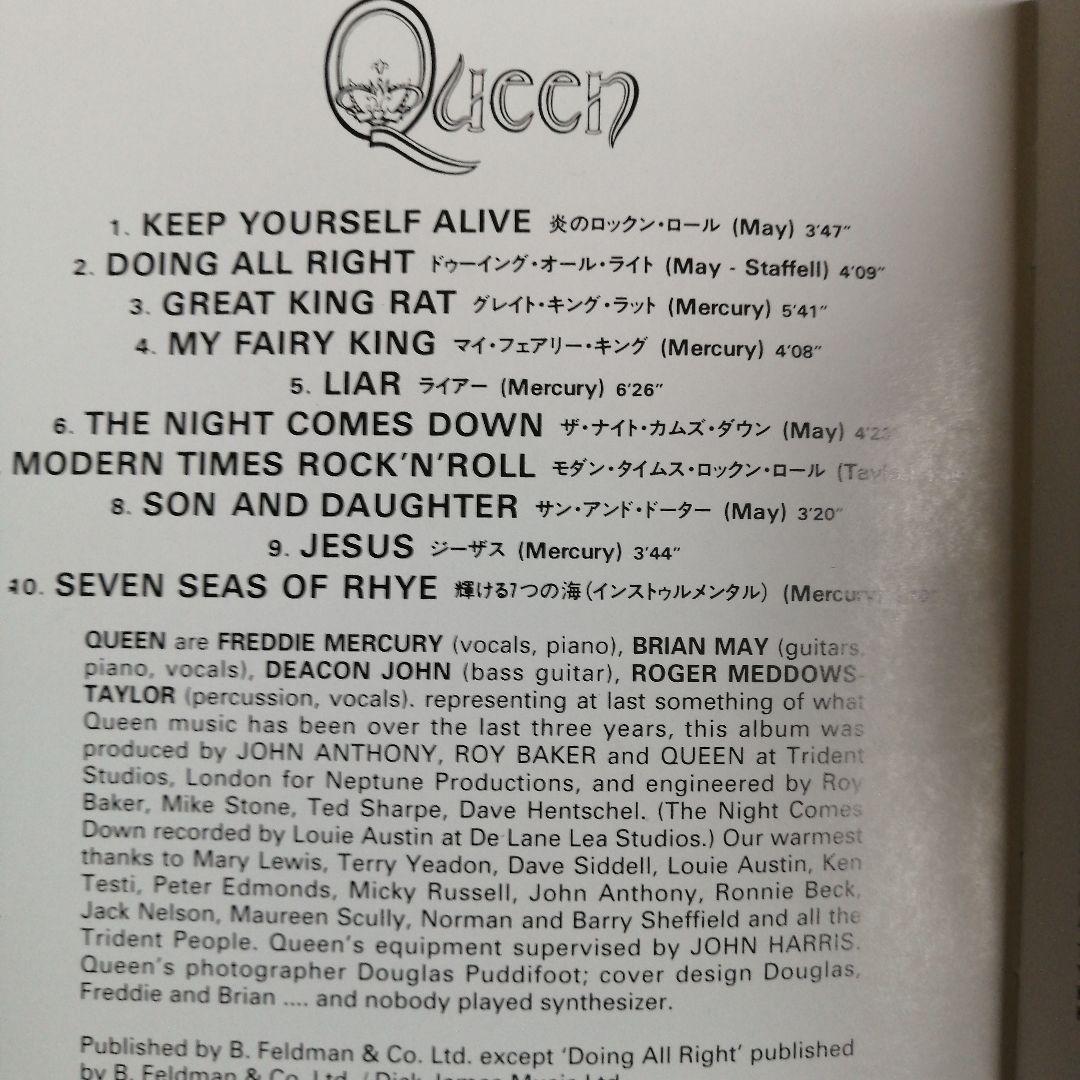 Queen
1. KEEP YOURSELF ALIVE 炎のロックン・ロール (May) 3'47"
2. DOING ALL RIGHT ドゥーイング・オール・ライト (May - Staffell) 4'09"
3. GREAT KING RAT グレイト・キング・ラット (Mercury) 5'41"
4. MY FAIRY KING マイ・フェアリー・キング (Mercury) 4'08"
5. LIAR ライアー (Mercury) 6'26"
6. THE NIGHT COMES DOWN ザ・ナイト・カムズ・ダウン (May)
MODERN TIMES ROCK'N'ROLL モダン・タイムス・ロックン・ロール
8. SON AND DAUGHTER サン・アンド・ドーター (May) 3'20"
9. JESUS ジーザス (Mercury) 3'44"
10. SEVEN SEAS OF RHYE 輝ける7つの海(インストゥルメンタル) (Mercury
QUEEN are FREDDIE MERCURY (vocals, piano), BRIAN MAY (guitars,
piano, vocals), DEACON JOHN (bass guitar), ROGER MEDDOWS-
TAYLOR (percussion, vocals). representing at last something of what
Queen music has been over the last three years, this album was
produced by JOHN ANTHONY, ROY BAKER and QUEEN at Trident
Studios, London for Neptune Productions, and engineered by Roy
Baker, Mike Stone, Ted Sharpe, Dave Hentschel. (The Night Comes
Down recorded by Louie Austin at De Lane Lea Studios.) Our warmest
thanks to Mary Lewis, Terry Yeadon, Dave Siddell, Louie Austin, Ken
Testi, Peter Edmonds, Micky Russell, John Anthony, Ronnie Beck,
Jack Nelson, Maureen Scully, Norman and Barry Sheffield and all the
Trident People. Queen's equipment supervised by JOHN HARRIS.
Queen's photographer Douglas Puddifoot; cover design Douglas,
Freddie and Brian .... and nobody played synthesizer.
Published by B. Feldman & Co. Ltd. except 'Doing All Right' published
by B. Feldman & Co. Ltd. / Dick James Music Ltd.